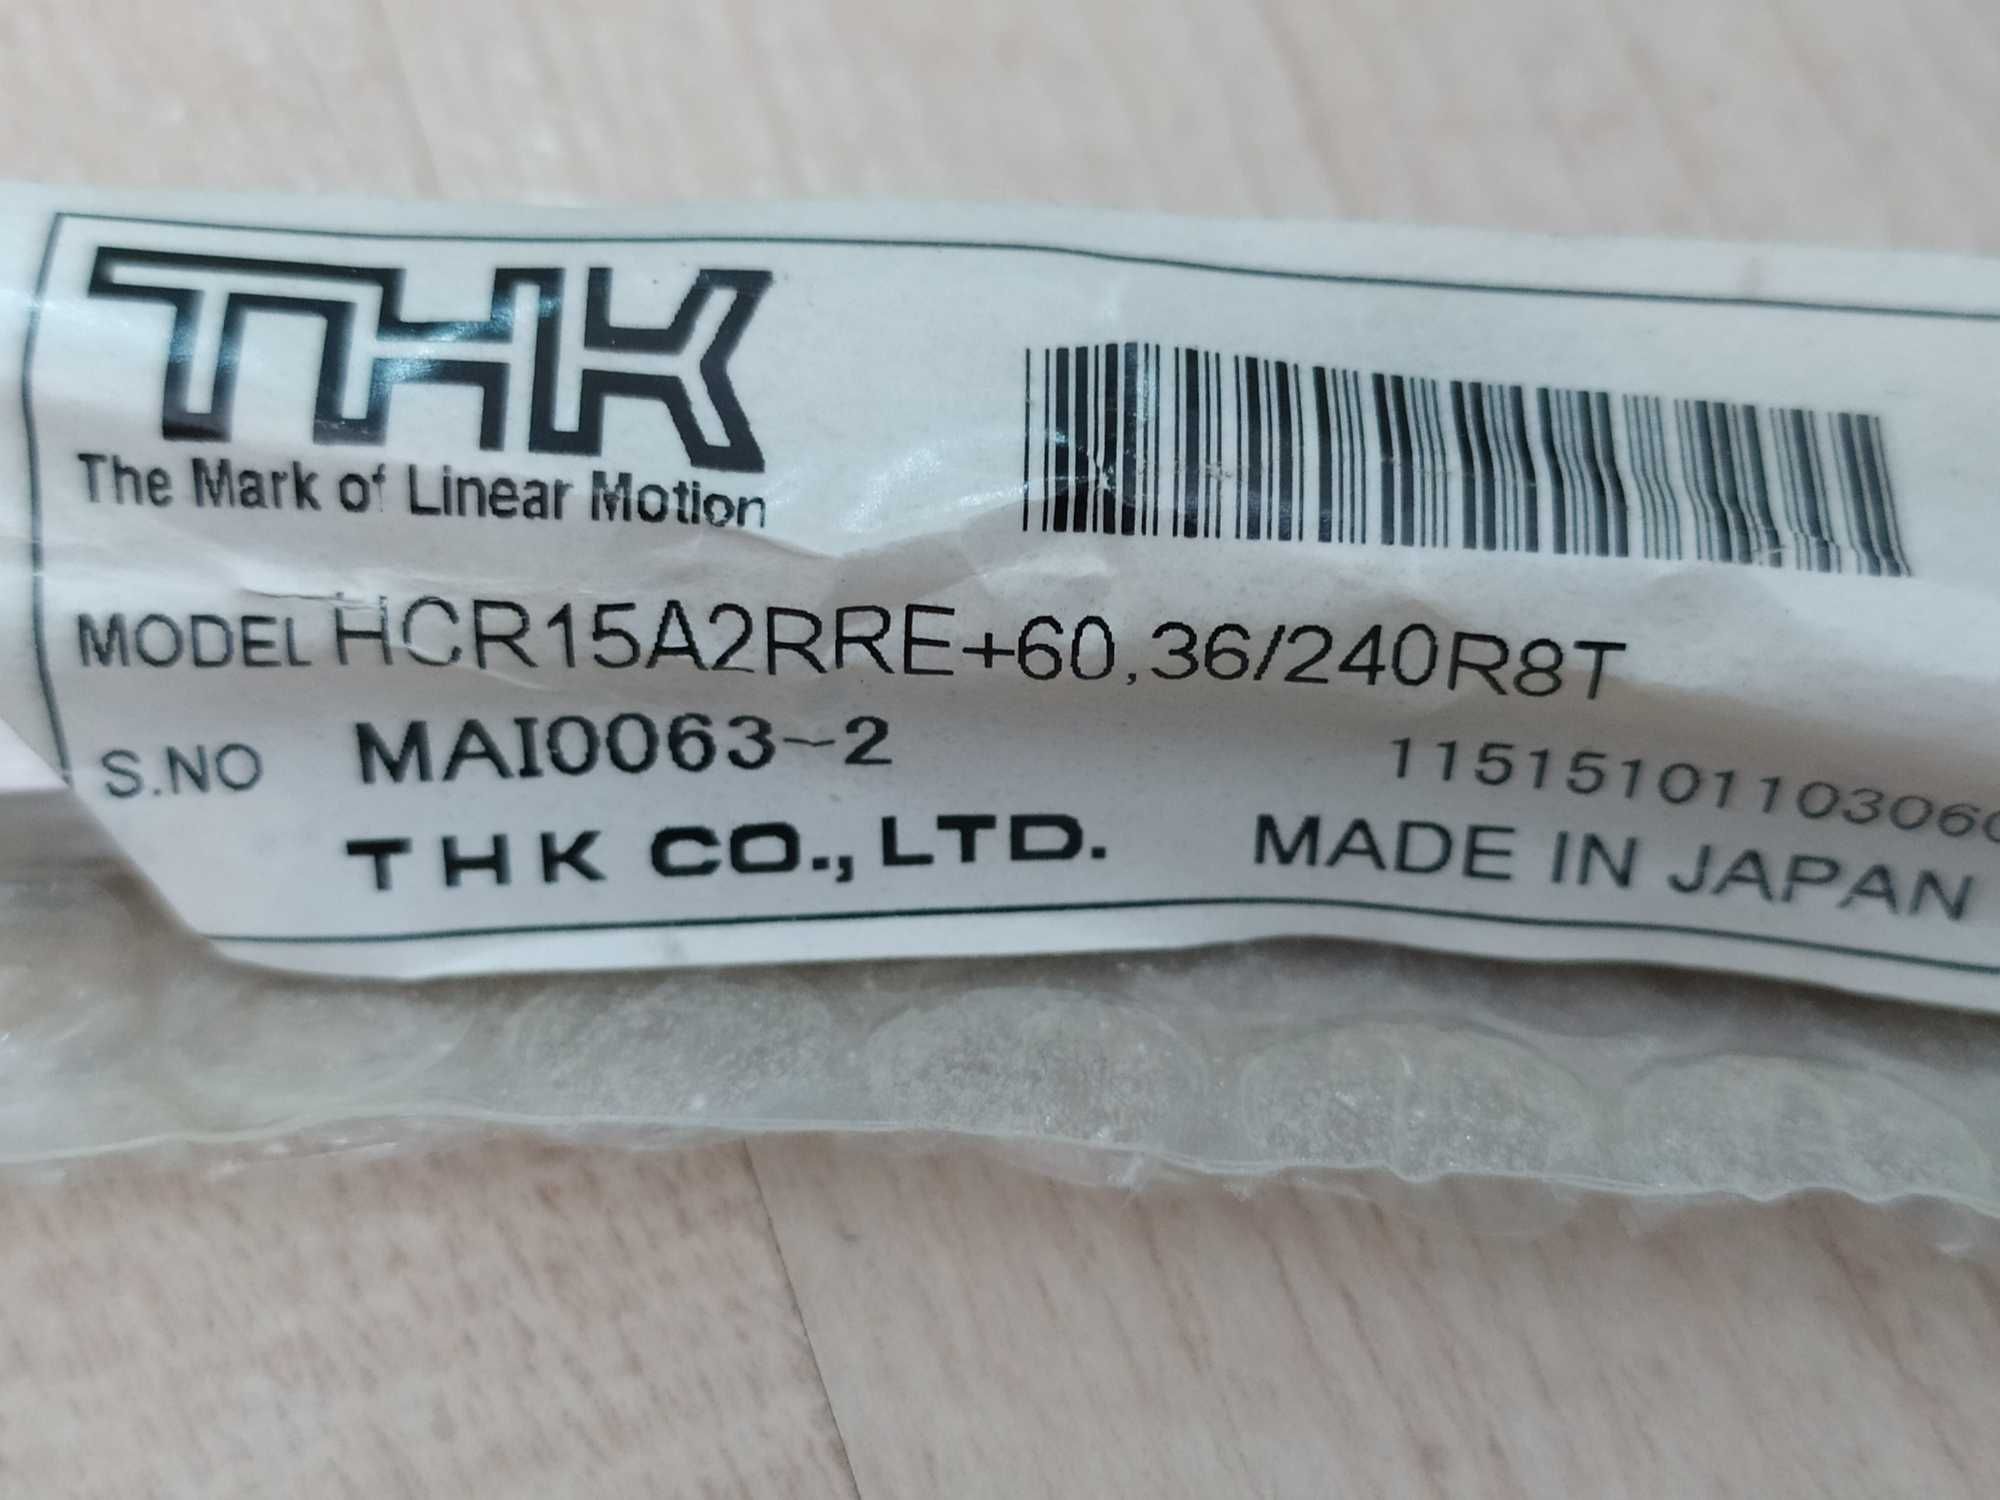 THK
The Mark of Linear Motion
MODEL HCR15A2RRE+60,36/240R8T
S.NO MAI0063-2 11515101103060
THK CO., LTD. MADE IN JAPAN